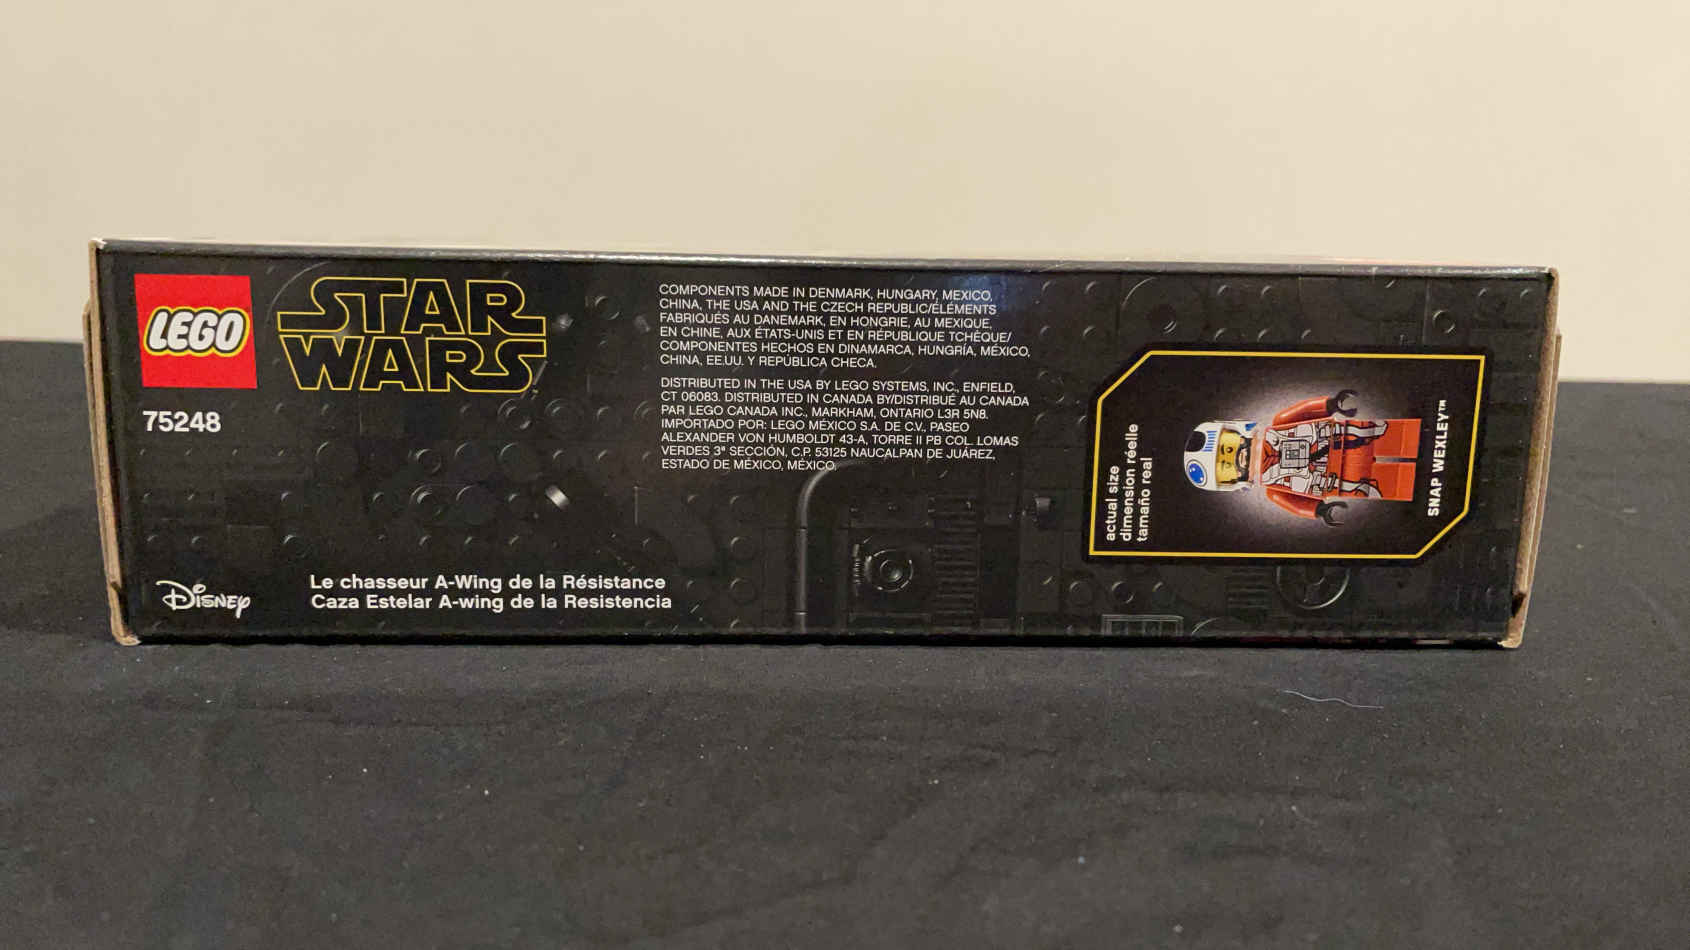 LEGO
STAR
WARS
75248
COMPONENTS MADE IN DENMARK, HUNGARY, MEXICO,
CHINA, THE USA AND THE CZECH REPUBLIC/ÉLÉMENTS
FABRIQUÉS AU DANEMARK, EN HONGRIE, AU MEXIQUE,
EN CHINE, AUX ÉTATS-UNIS ET EN RÉPUBLIQUE TCHÈQUE/
COMPONENTES HECHOS EN DINAMARCA, HUNGRÍA, MÉXICO,
CHINA, EE.UU. Y REPÚBLICA CHECA.
DISTRIBUTED IN THE USA BY LEGO SYSTEMS, INC., ENFIELD,
CT 06083. DISTRIBUTED IN CANADA BY/DISTRIBUÉ AU CANADA
PAR LEGO CANADA INC., MARKHAM, ONTARIO L3R 5N8.
IMPORTADO POR: LEGO MÉXICO S.A. DE C.V., PASEO
ALEXANDER VON HUMBOLDT 43-A, TORRE II PB COL. LOMAS
VERDES 3ª SECCIÓN, C.P. 53125 NAUCALPAN DE JUÁREZ,
ESTADO DE MÉXICO, MÉXICO.
Disney
Le chasseur A-Wing de la Résistance
Caza Estelar A-wing de la Resistencia
actual size
dimension réelle
tamaño real
SNAP WEXLEY™